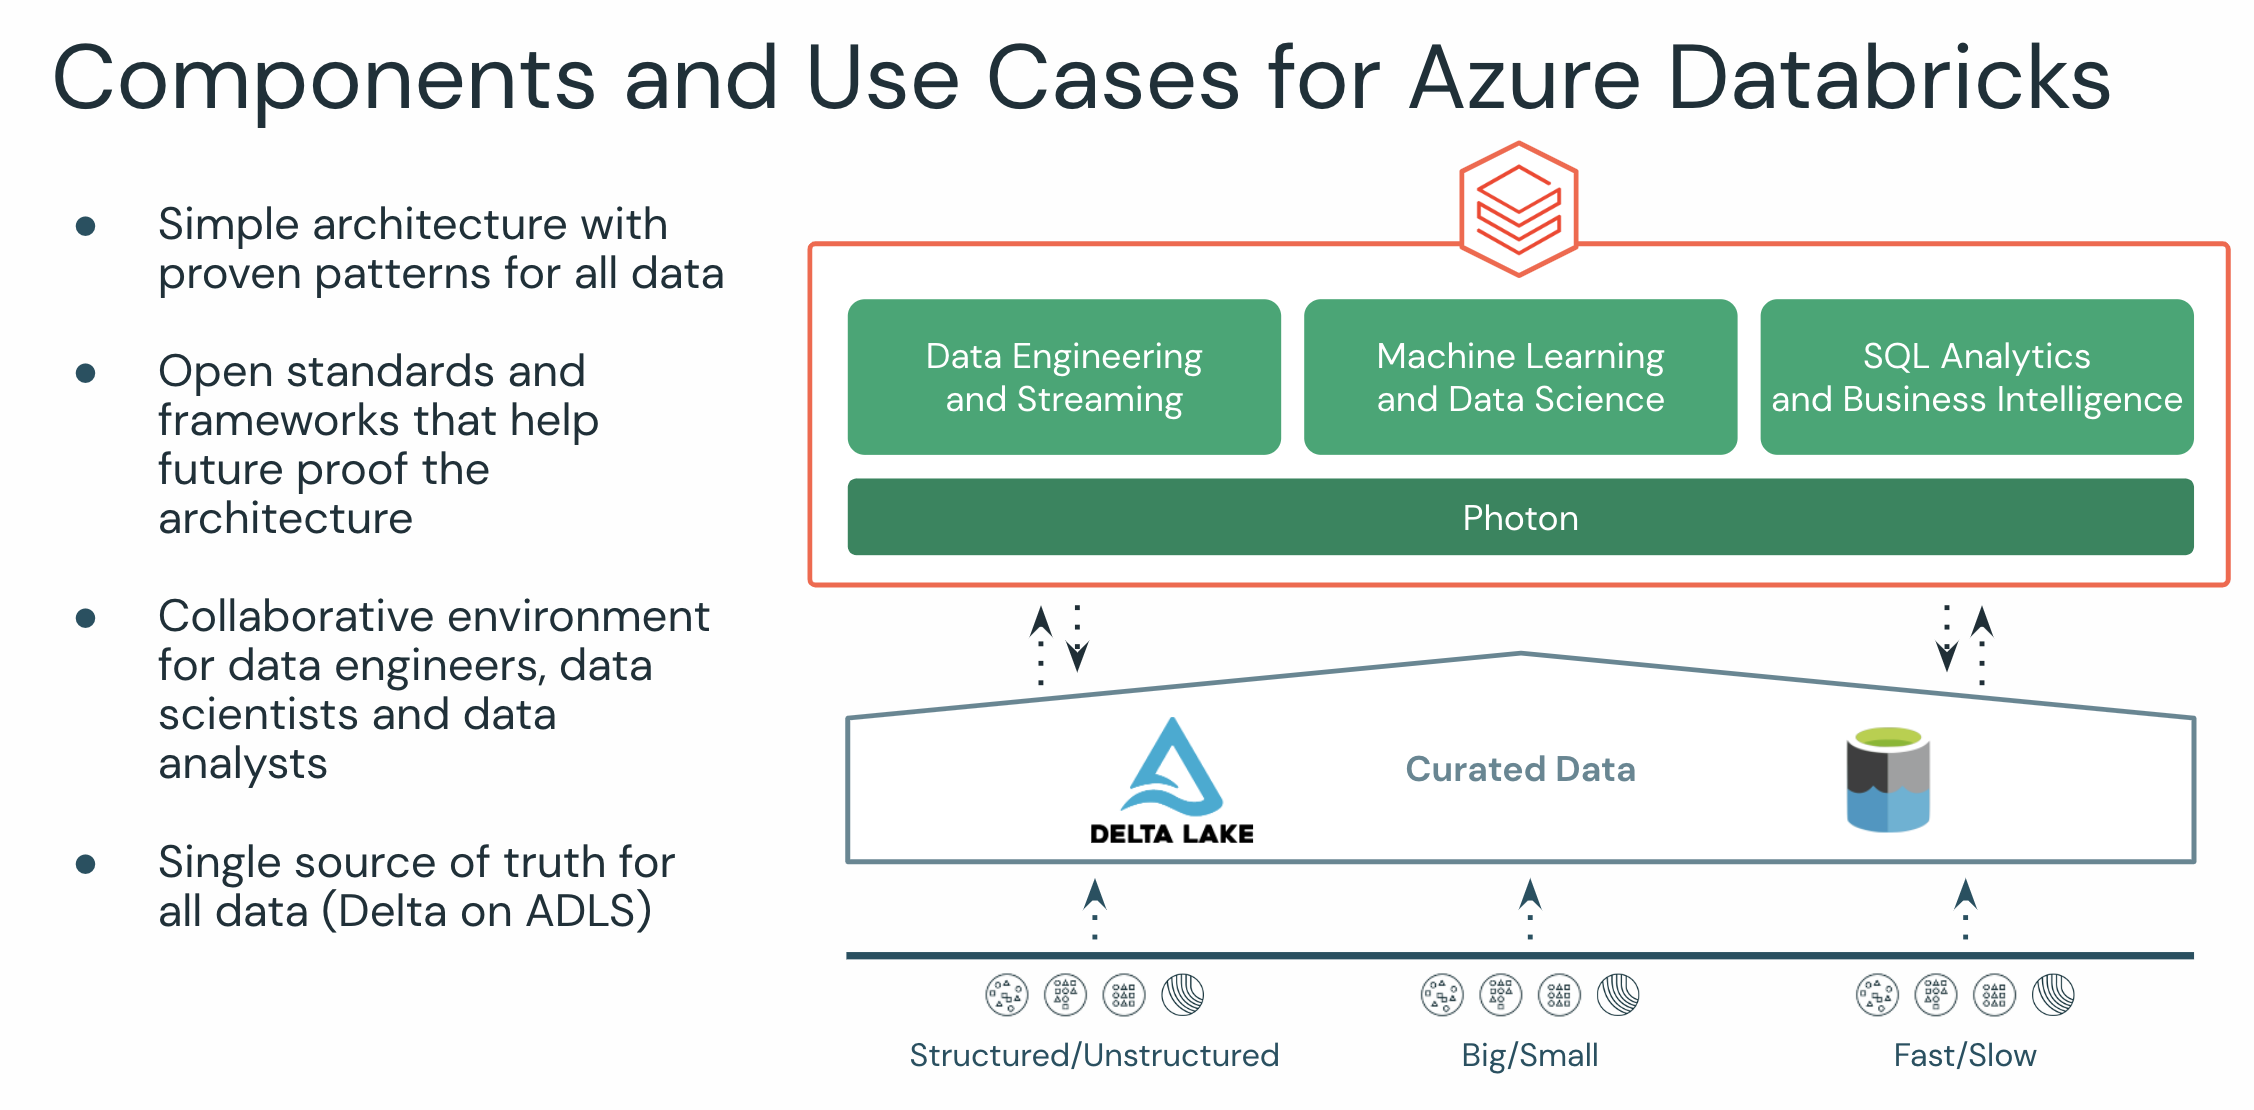 Components and Use Cases for Azure Databricks
Simple architecture with
proven patterns for all data
Open standards and
frameworks that help
future proof the
architecture
Collaborative environment
for data engineers, data
scientists and data
analysts
Single source of truth for
all data (Delta on ADLS)
Data Engineering
and Streaming
Machine Learning
and Data Science
SQL Analytics
and Business Intelligence
Photon
DELTA LAKE
Curated Data
Structured/Unstructured
Big/Small
Fast/Slow